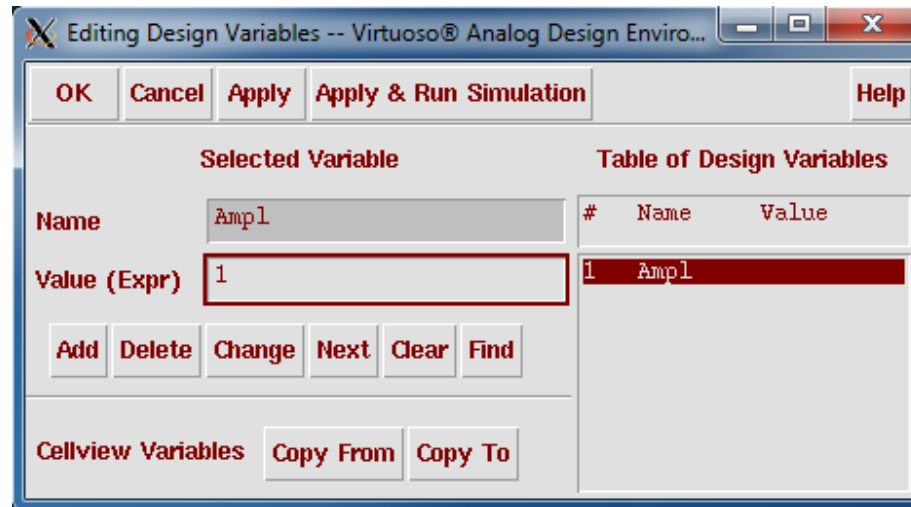 Editing Design Variables -- Virtuoso® Analog Design Enviro...
OK Cancel Apply Apply & Run Simulation Help
Selected Variable
Name Ampl
Value (Expr) 1
Add Delete Change Next Clear Find
Cellview Variables Copy From Copy To
Table of Design Variables
# Name Value
1 Ampl